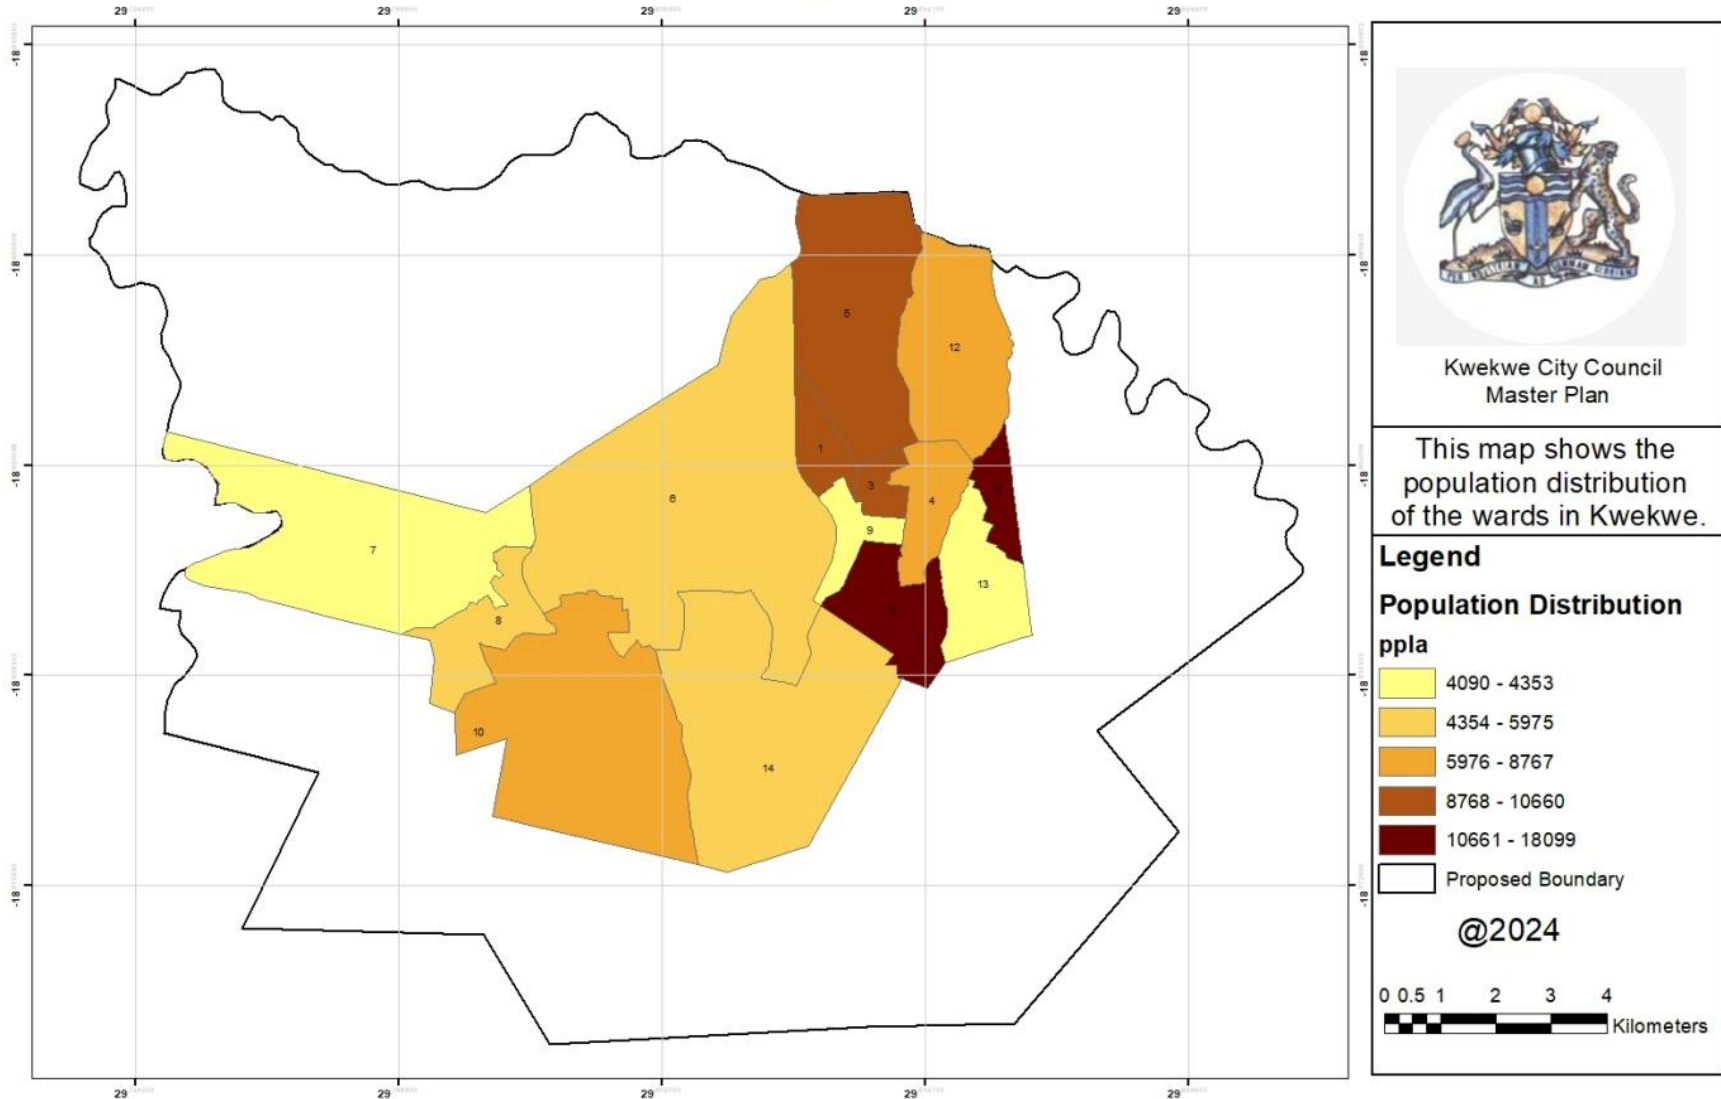 29 29 29 29 29
-18 -18
-18 -18
5
12
1
-18 -18
3
6
4
11
9
7
13
2
8
-18 -18
10
14
-18 -18
29 29 29 29 29
Kwekwe City Council
Master Plan
This map shows the
population distribution
of the wards in Kwekwe.
Legend
Population Distribution
ppla
4090 - 4353
4354 - 5975
5976 - 8767
8768 - 10660
10661 - 18099
Proposed Boundary
@2024
0 0.5 1 2 3 4
Kilometers